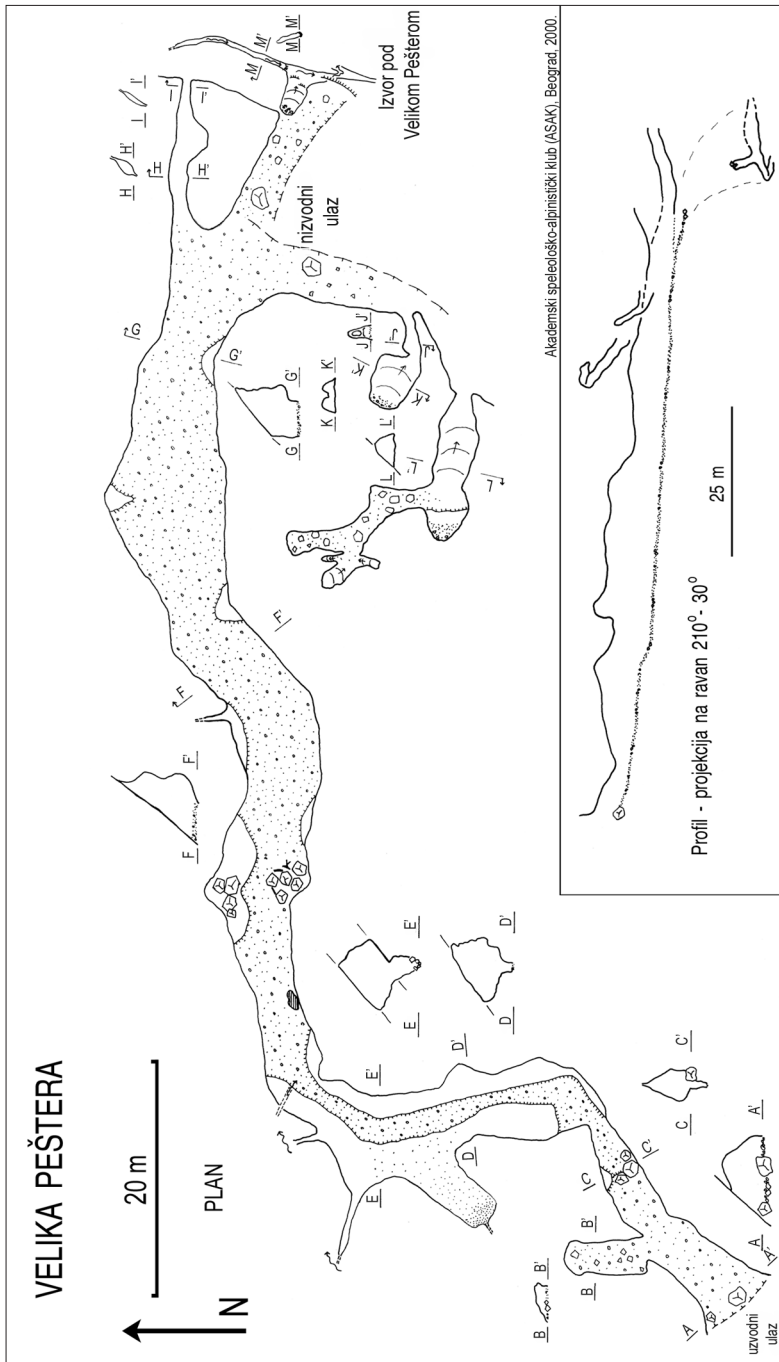 VELIKA PEŠTERA
20 m
PLAN
N
H H'
I I'
H
H'
I
I'
M
M'
M M'
Izvor pod
Velikom Pešterom
nizvodni
ulaz
G
G'
G G'
K K'
J J'
J
J'
K
K'
L L'
L
L'
F
F'
F F'
E E'
D D'
E
E'
D
D'
C C'
C
C'
B B'
B
B'
A A'
A
A'
uzvodni
ulaz
Akademski speleološko-alpinistički klub (ASAK), Beograd, 2000.
25 m
Profil - projekcija na ravan 210° - 30°